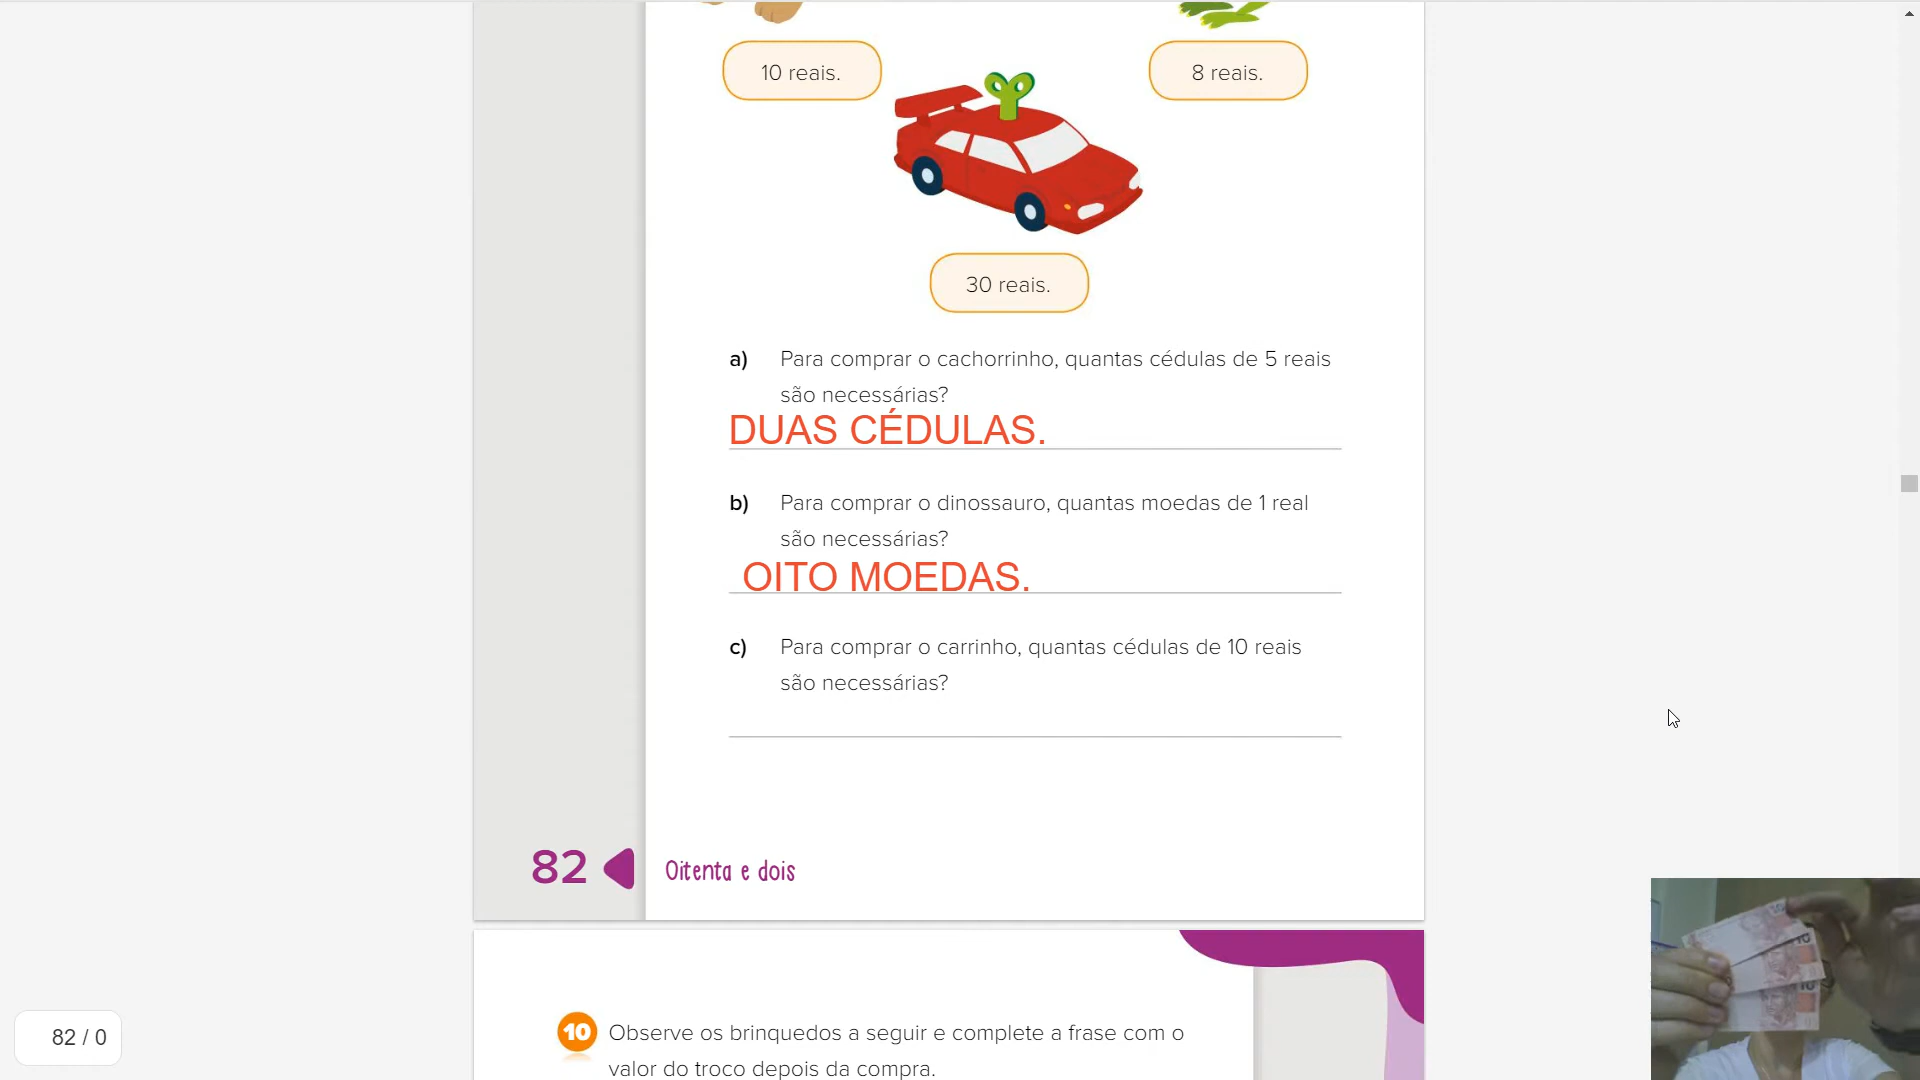 10 reais.
8 reais.
30 reais.
a) Para comprar o cachorrinho, quantas cédulas de 5 reais
são necessárias?
DUAS CÉDULAS.
b) Para comprar o dinossauro, quantas moedas de 1 real
são necessárias?
OITO MOEDAS.
c) Para comprar o carrinho, quantas cédulas de 10 reais
são necessárias?
82
Oitenta e dois
10 Observe os brinquedos a seguir e complete a frase com o
valor do troco depois da compra.
82 / 0
10
10